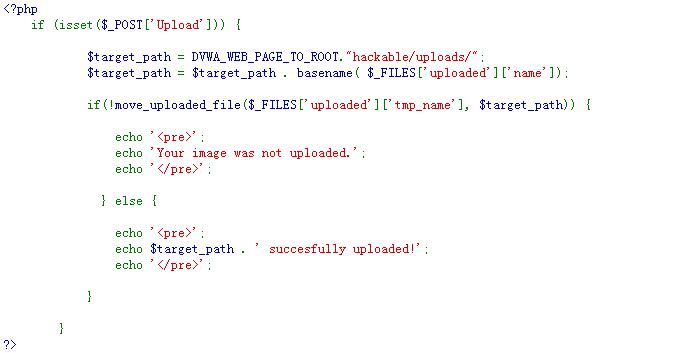 <?php
if (isset($_POST['Upload'])) {
$target_path = DVWA_WEB_PAGE_TO_ROOT."hackable/uploads/";
$target_path = $target_path . basename( $_FILES['uploaded']['name']);
if(!move_uploaded_file($_FILES['uploaded']['tmp_name'], $target_path)) {
echo '<pre>';
echo 'Your image was not uploaded.';
echo '</pre>';
} else {
echo '<pre>';
echo $target_path . ' succesfully uploaded!';
echo '</pre>';
}
}
?>